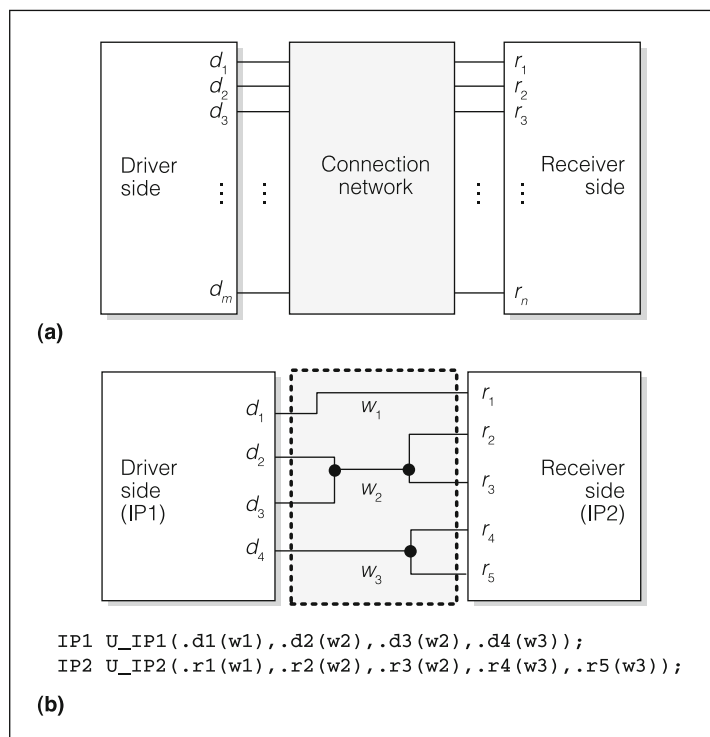 d1 r1
d2 r2
d3 r3
Driver side
Connection network
Receiver side
⋮ ⋮ ⋮ ⋮
dm rn
(a)
d1 w1 r1
d2 r2
Driver side (IP1)
w2
Receiver side (IP2)
d3 r3
d4 r4
w3 r5
IP1 U_IP1(.d1(w1),.d2(w2),.d3(w2),.d4(w3));
IP2 U_IP2(.r1(w1),.r2(w2),.r3(w2),.r4(w3),.r5(w3));
(b)